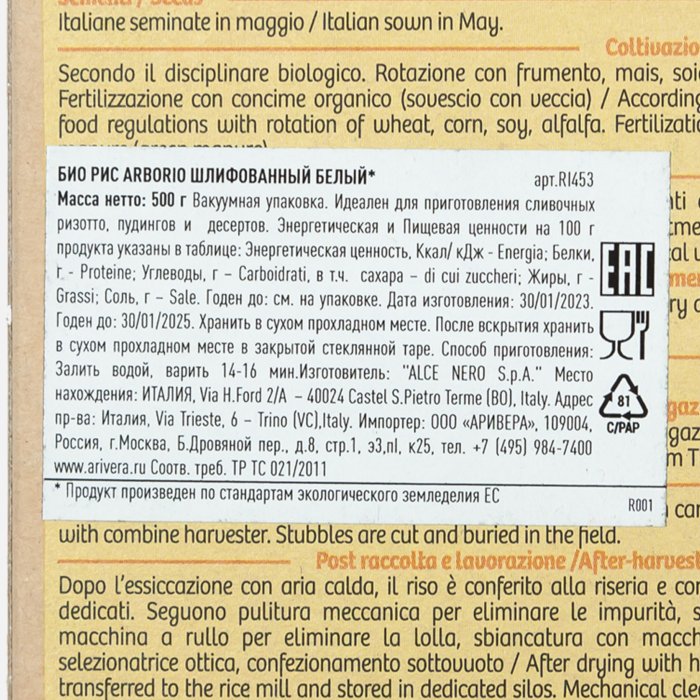 Sementi / Seeds
Italiane seminate in maggio / Italian sown in May.
Coltivazio
Secondo il disciplinare biologico. Rotazione con frumento, mais, soi
Fertilizzazione con concime organico (sovescio con veccia) / According
food regulations with rotation of wheat, corn, soy, alfalfa. Fertilizati
БИО РИС ARBORIO ШЛИФОВАННЫЙ БЕЛЫЙ* арт.RI453
Масса нетто: 500 г Вакуумная упаковка. Идеален для приготовления сливочных
ризотто, пудингов и десертов. Энергетическая и Пищевая ценности на 100 г
продукта указаны в таблице: Энергетическая ценность, Ккал/ кДж - Energia; Белки,
г - Proteine; Углеводы, г – Carboidrati, в т.ч. сахара – di cui zuccheri; Жиры, г -
Grassi; Соль, г – Sale. Годен до: см. на упаковке. Дата изготовления: 30/01/2023.
Годен до: 30/01/2025. Хранить в сухом прохладном месте. После вскрытия хранить
в сухом прохладном месте в закрытой стеклянной таре. Способ приготовления:
Залить водой, варить 14-16 мин.Изготовитель: "ALCE NERO S.p.A." Место
нахождения: ИТАЛИЯ, Via H.Ford 2/A – 40024 Castel S.Pietro Terme (BO), Italy. Адрес
пр-ва: Италия, Via Trieste, 6 – Trino (VC),Italy. Импортер: ООО «АРИВЕРА», 109004,
Россия, г.Москва, Б.Дровяной пер., д.8, стр.1, э3,пI, к25, тел. +7 (495) 984-7400
www.arivera.ru Соотв. треб. ТР ТС 021/2011
EAC
81
C/PAP
* Продукт произведен по стандартам экологического земледелия ЕС
R001
with combine harvester. Stubbles are cut and buried in the field.
Post raccolta e lavorazione /After-harvest
Dopo l'essiccazione con aria calda, il riso è conferito alla riseria e con
dedicati. Seguono pulitura meccanica per eliminare le impurità, s
macchina a rullo per eliminare la lolla, sbiancatura con macch
selezionatrice ottica, confezionamento sottovuoto / After drying with h
transferred to the rice mill and stored in dedicated silos. Mechanical cle